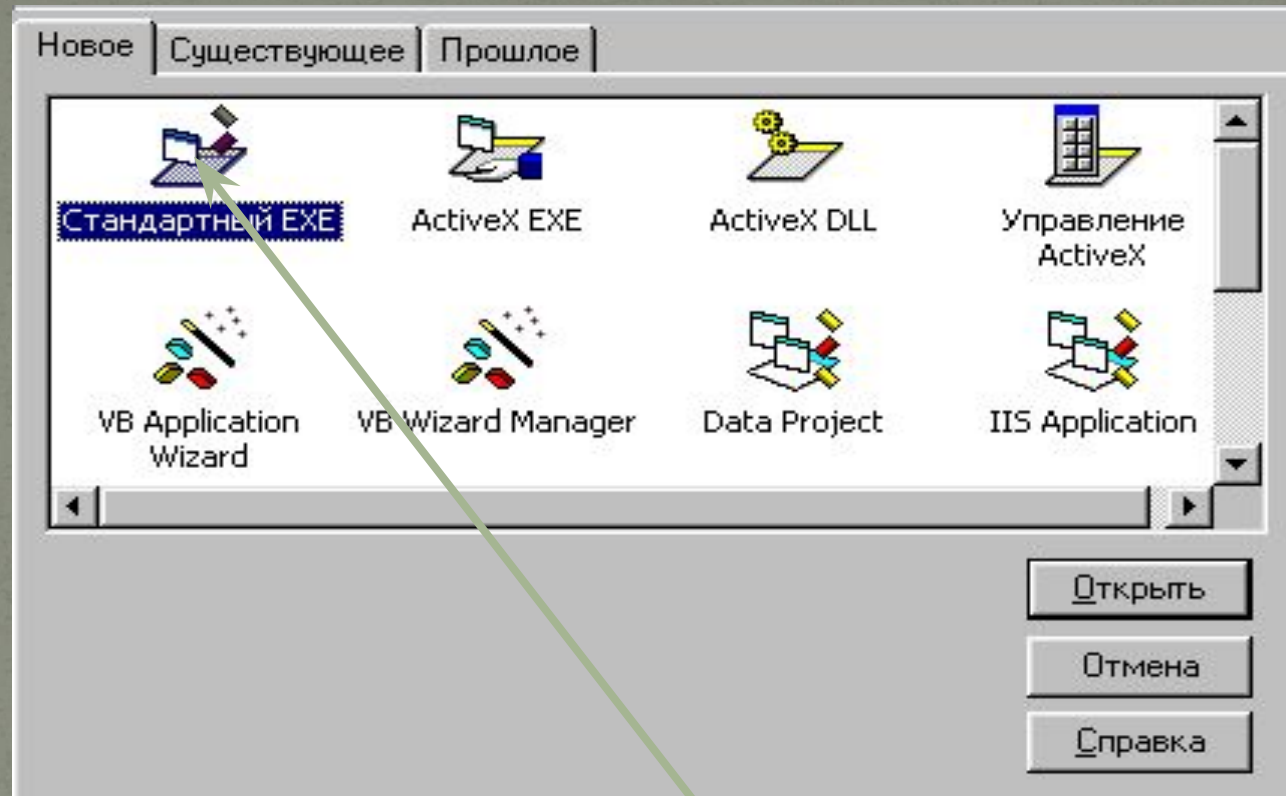 Новое Существующее Прошлое
Стандартный EXE ActiveX EXE ActiveX DLL Управление
ActiveX
VB Application VB Wizard Manager Data Project IIS Application
Wizard
Открыть
Отмена
Справка